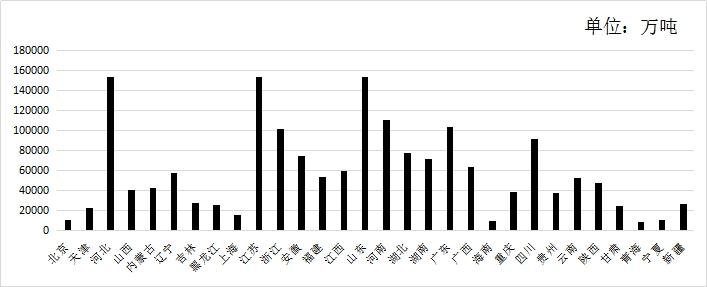 单位：万吨
180000
160000
140000
120000
100000
80000
60000
40000
20000
0
北京
天津
河北
山西
内蒙古
辽宁
吉林
黑龙江
上海
江苏
浙江
安徽
福建
江西
山东
河南
湖北
湖南
广东
广西
海南
重庆
四川
贵州
云南
陕西
甘肃
青海
宁夏
新疆